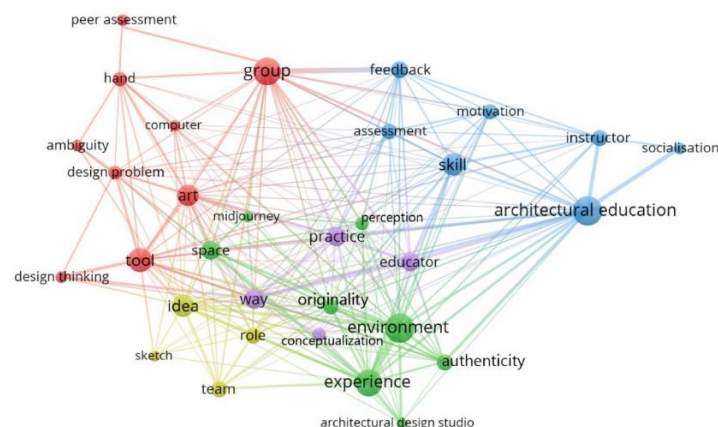 peer assessment
group
feedback
hand
motivation
computer
assessment
instructor
ambiguity
socialisation
design problem
skill
art
architectural education
midjourney
perception
practice
space
tool
educator
design thinking
idea
way
originality
environment
role
conceptualization
sketch
authenticity
team
experience
architectural design studio